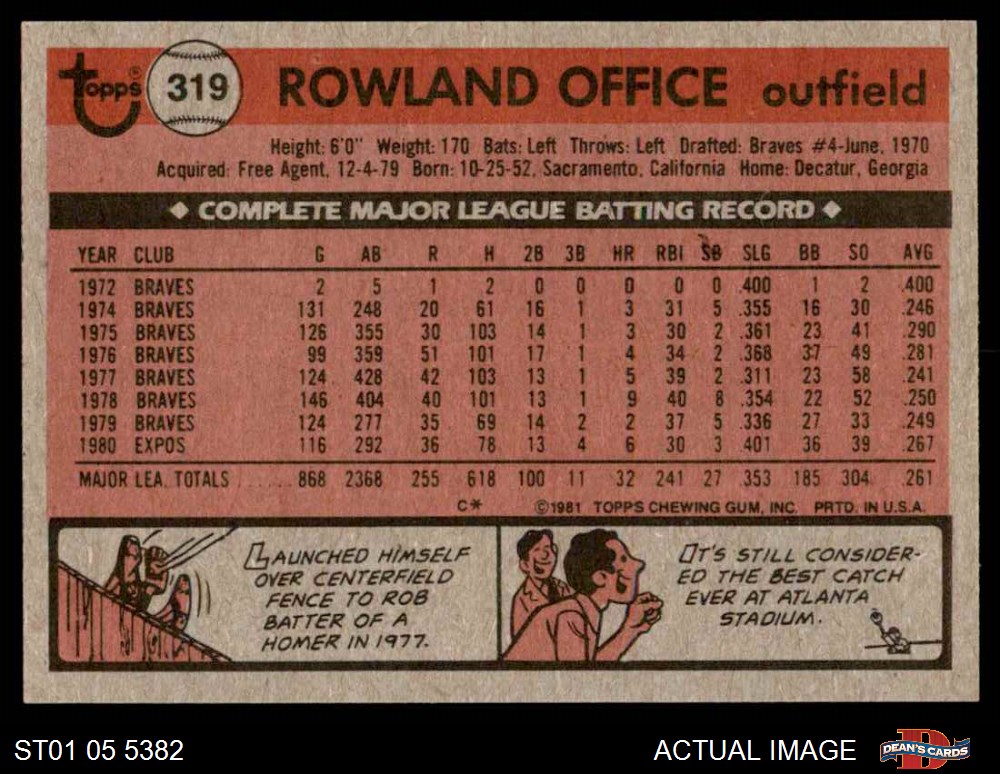 topps® 319 ROWLAND OFFICE outfield
Height: 6'0" Weight: 170 Bats: Left Throws: Left Drafted: Braves #4-June, 1970
Acquired: Free Agent, 12-4-79 Born: 10-25-52, Sacramento, California Home: Decatur, Georgia
◆ COMPLETE MAJOR LEAGUE BATTING RECORD ◆
YEAR CLUB G AB R H 2B 3B HR RBI SB SLG BB SO AVG
1972 BRAVES 2 5 1 2 0 0 0 0 0 .400 1 2 .400
1974 BRAVES 131 248 20 61 16 1 3 31 5 .355 16 30 .246
1975 BRAVES 126 355 30 103 14 1 3 30 2 .361 23 41 .290
1976 BRAVES 99 359 51 101 17 1 4 34 2 .368 37 49 .281
1977 BRAVES 124 428 42 103 13 1 5 39 2 .311 23 58 .241
1978 BRAVES 146 404 40 101 13 1 9 40 8 .354 22 52 .250
1979 BRAVES 124 277 35 69 14 2 2 37 5 .336 27 33 .249
1980 EXPOS 116 292 36 78 13 4 6 30 3 .401 36 39 .267
MAJOR LEA. TOTALS ...... 868 2368 255 618 100 11 32 241 27 .353 185 304 .261
C* ©1981 TOPPS CHEWING GUM, INC. PRTD. IN U.S.A.
LAUNCHED HIMSELF
OVER CENTERFIELD
FENCE TO ROB
BATTER OF A
HOMER IN 1977.
IT'S STILL CONSIDER-
ED THE BEST CATCH
EVER AT ATLANTA
STADIUM.
ST01 05 5382 ACTUAL IMAGE DEAN'S CARDS